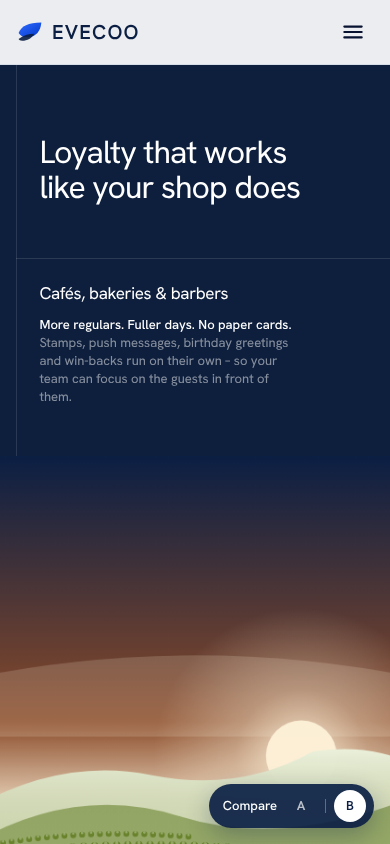 EVECOO
Loyalty that works
like your shop does
Cafés, bakeries & barbers
More regulars. Fuller days. No paper cards.
Stamps, push messages, birthday greetings
and win-backs run on their own – so your
team can focus on the guests in front of
them.
Compare A B